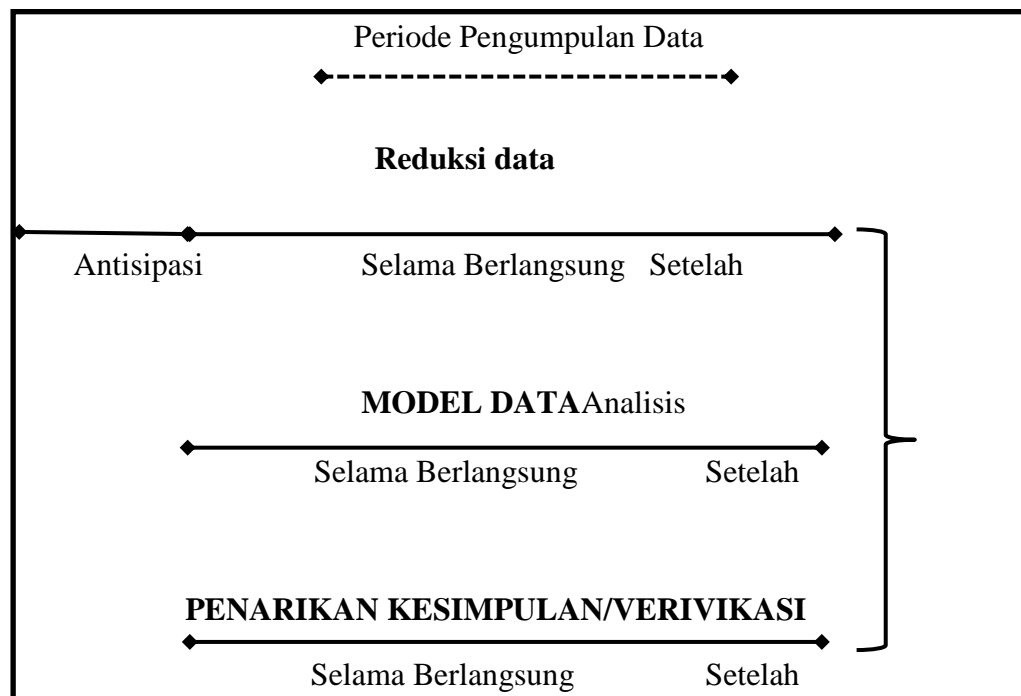 Periode Pengumpulan Data
Reduksi data
Antisipasi Selama Berlangsung Setelah
MODEL DATAAnalisis
Selama Berlangsung Setelah
PENARIKAN KESIMPULAN/VERIVIKASI
Selama Berlangsung Setelah